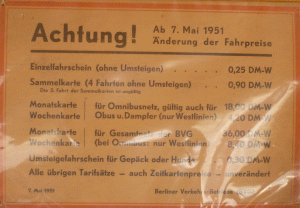 Achtung!
Ab 7. Mai 1951
Änderung der Fahrpreise
Einzelfahrschein (ohne Umsteigen) . . . . . 0,25 DM-W
Sammelkarte (4 Fahrten ohne Umsteigen) . . 0,90 DM-W
Monatskarte für Omnibusnetz, gültig auch für 18,00 DM-W
Wochenkarte Obus u. Dampfer (nur Westlinien) 4,20 DM-W
Monatskarte für Gesamtnetz der BVG 36,00 DM-W
Wochenkarte (bei Omnibus: nur Westlinien) 8,40 DM-W
Umsteigefahrschein für Gepäck oder Hund 0,30 DM-W
Alle übrigen Tarifsätze – auch Zeitkartenpreise – unverändert
7. Mai 1951
Berliner Verkehrs-Betriebe